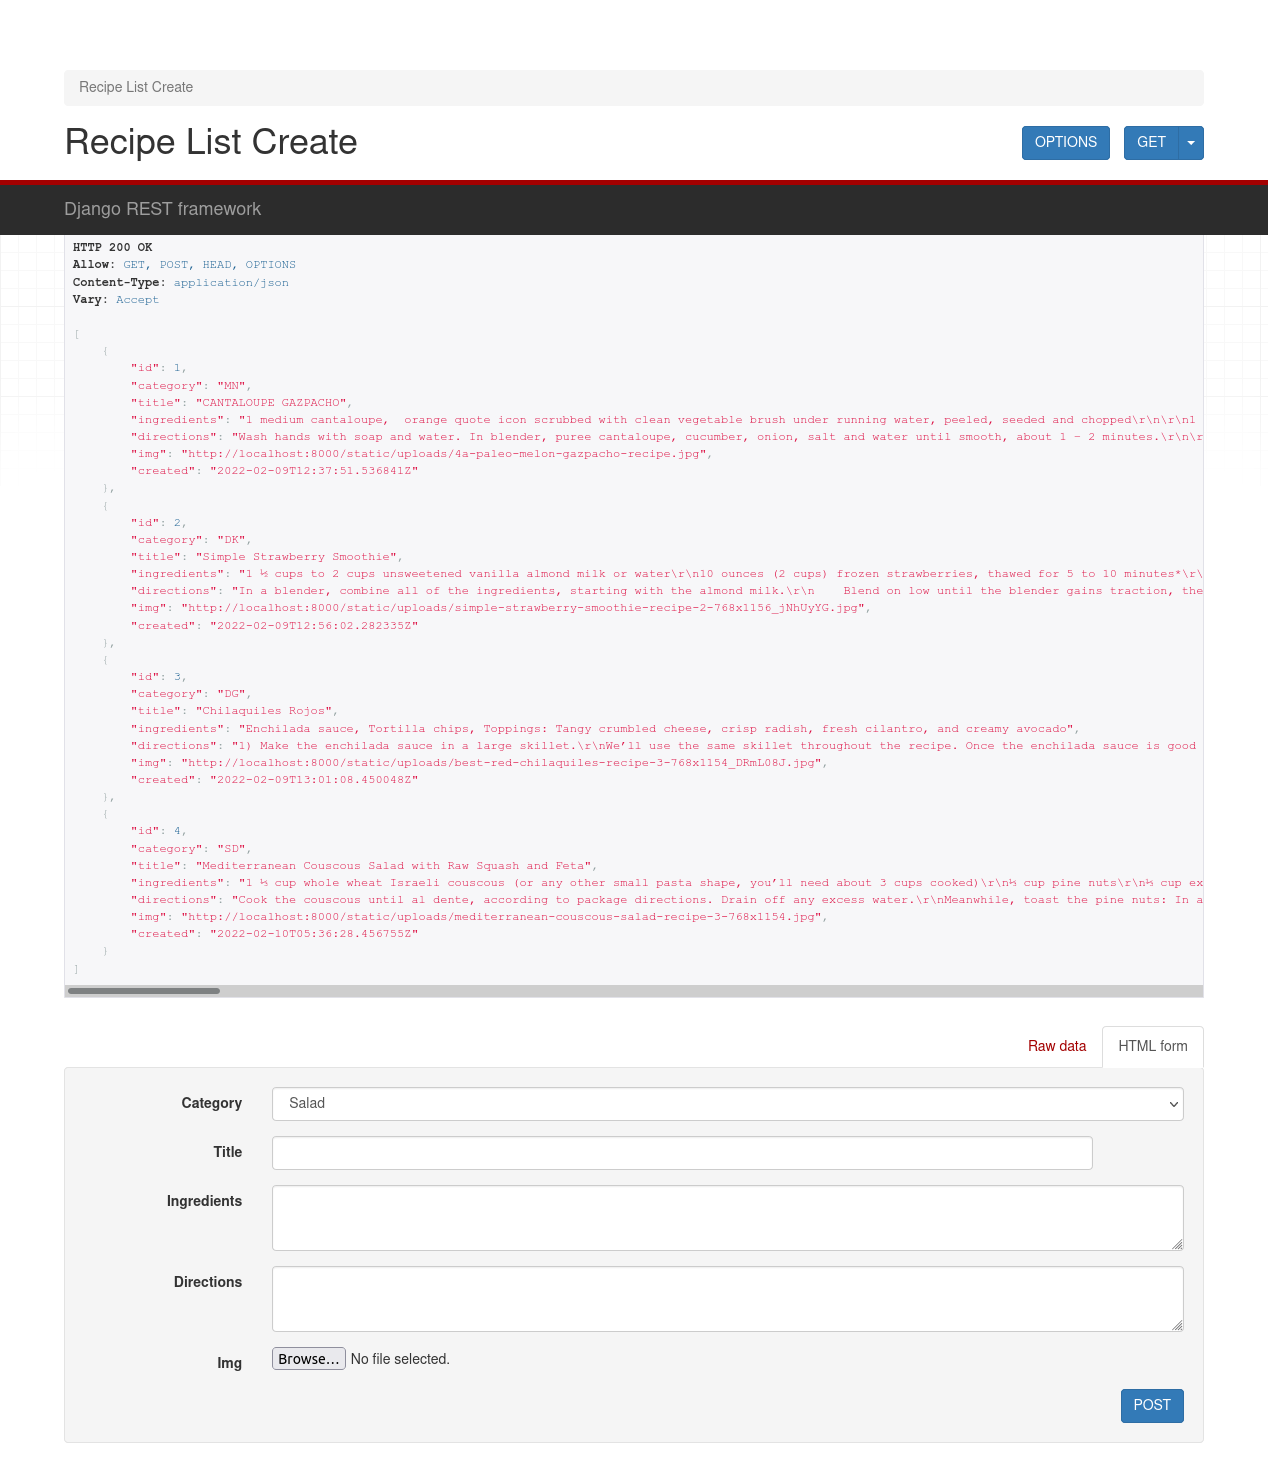 Recipe List Create
Recipe List Create
OPTIONS GET
Django REST framework
HTTP 200 OK
Allow: GET, POST, HEAD, OPTIONS
Content-Type: application/json
Vary: Accept
[
{
"id": 1,
"category": "MN",
"title": "CANTALOUPE GAZPACHO",
"ingredients": "1 medium cantaloupe,  orange quote icon scrubbed with clean vegetable brush under running water, peeled, seeded and chopped\r\n\r\n1
"directions": "Wash hands with soap and water. In blender, puree cantaloupe, cucumber, onion, salt and water until smooth, about 1 – 2 minutes.\r\n\r
"img": "http://localhost:8000/static/uploads/4a-paleo-melon-gazpacho-recipe.jpg",
"created": "2022-02-09T12:37:51.536841Z"
},
{
"id": 2,
"category": "DK",
"title": "Simple Strawberry Smoothie",
"ingredients": "1 ½ cups to 2 cups unsweetened vanilla almond milk or water\r\n10 ounces (2 cups) frozen strawberries, thawed for 5 to 10 minutes*\r\
"directions": "In a blender, combine all of the ingredients, starting with the almond milk.\r\n    Blend on low until the blender gains traction, the
"img": "http://localhost:8000/static/uploads/simple-strawberry-smoothie-recipe-2-768x1156_jNhUyYG.jpg",
"created": "2022-02-09T12:56:02.282335Z"
},
{
"id": 3,
"category": "DG",
"title": "Chilaquiles Rojos",
"ingredients": "Enchilada sauce, Tortilla chips, Toppings: Tangy crumbled cheese, crisp radish, fresh cilantro, and creamy avocado",
"directions": "1) Make the enchilada sauce in a large skillet.\r\nWe’ll use the same skillet throughout the recipe. Once the enchilada sauce is good
"img": "http://localhost:8000/static/uploads/best-red-chilaquiles-recipe-3-768x1154_DRmL08J.jpg",
"created": "2022-02-09T13:01:08.450048Z"
},
{
"id": 4,
"category": "SD",
"title": "Mediterranean Couscous Salad with Raw Squash and Feta",
"ingredients": "1 cup whole wheat Israeli couscous (or any other small pasta shape, you’ll need about 3 cups cooked)\r\n cup pine nuts\r\n cup ex
"directions": "Cook the couscous until al dente, according to package directions. Drain off any excess water.\r\nMeanwhile, toast the pine nuts: In a
"img": "http://localhost:8000/static/uploads/mediterranean-couscous-salad-recipe-3-768x1154.jpg",
"created": "2022-02-10T05:36:28.456755Z"
}
]
Raw data HTML form
Category Salad
Title
Ingredients
Directions
Img Browse... No file selected.
POST